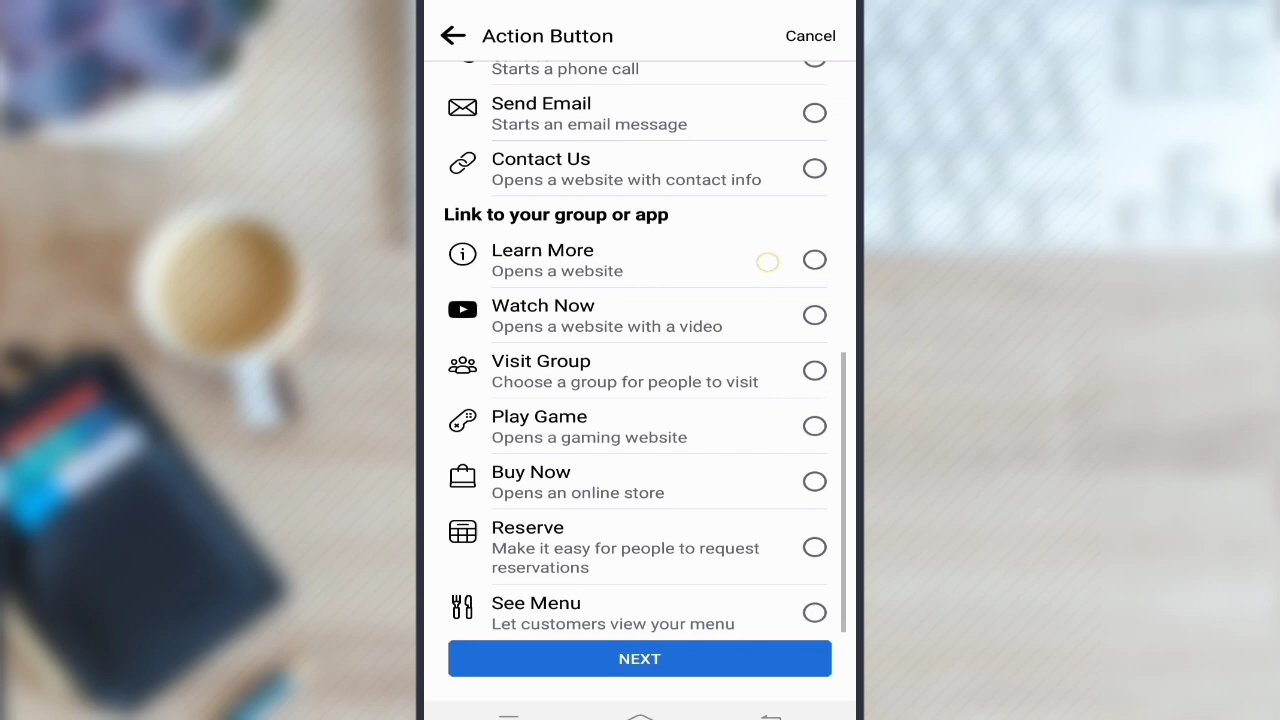 Action Button
Cancel
Starts a phone call
Send Email
Starts an email message
Contact Us
Opens a website with contact info
Link to your group or app
Learn More
Opens a website
Watch Now
Opens a website with a video
Visit Group
Choose a group for people to visit
Play Game
Opens a gaming website
Buy Now
Opens an online store
Reserve
Make it easy for people to request
reservations
See Menu
Let customers view your menu
NEXT